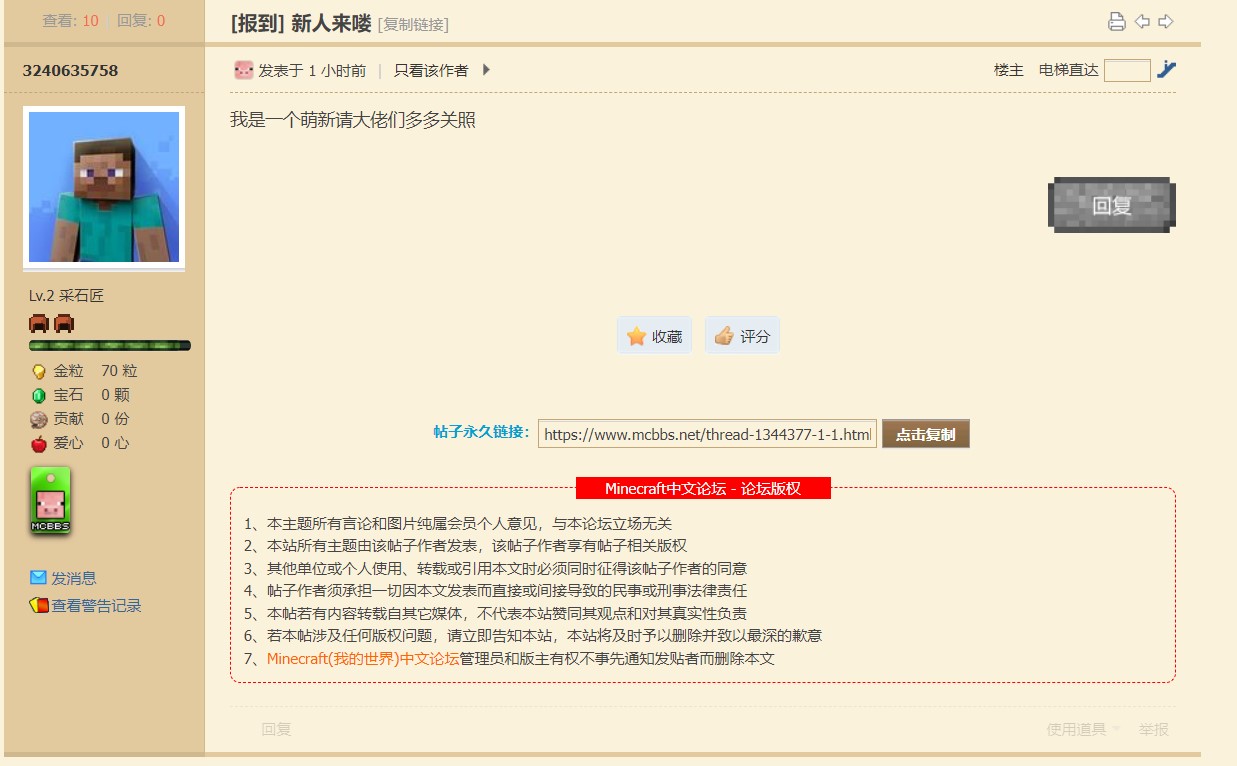 查看: 10 回复: 0
[报到] 新人来喽 [复制链接]
3240635758
发表于 1 小时前 | 只看该作者
楼主 电梯直达
我是一个萌新请大佬们多多关照
回复
Lv.2 采石匠
金粒 70 粒
宝石 0 颗
贡献 0 份
爱心 0 心
MCBBS
发消息
查看警告记录
收藏 评分
帖子永久链接: https://www.mcbbs.net/thread-1344377-1-1.html 点击复制
Minecraft中文论坛 - 论坛版权
1、本主题所有言论和图片纯属会员个人意见，与本论坛立场无关
2、本站所有主题由该帖子作者发表，该帖子作者享有帖子相关版权
3、其他单位或个人使用、转载或引用本文时必须同时征得该帖子作者的同意
4、帖子作者须承担一切因本文发表而直接或间接导致的民事或刑事法律责任
5、本帖若有内容转载自其它媒体，不代表本站赞同其观点和对其真实性负责
6、若本帖涉及任何版权问题，请立即告知本站，本站将及时予以删除并致以最深的歉意
7、Minecraft(我的世界)中文论坛管理员和版主有权不事先通知发贴者而删除本文
回复 使用道具 举报